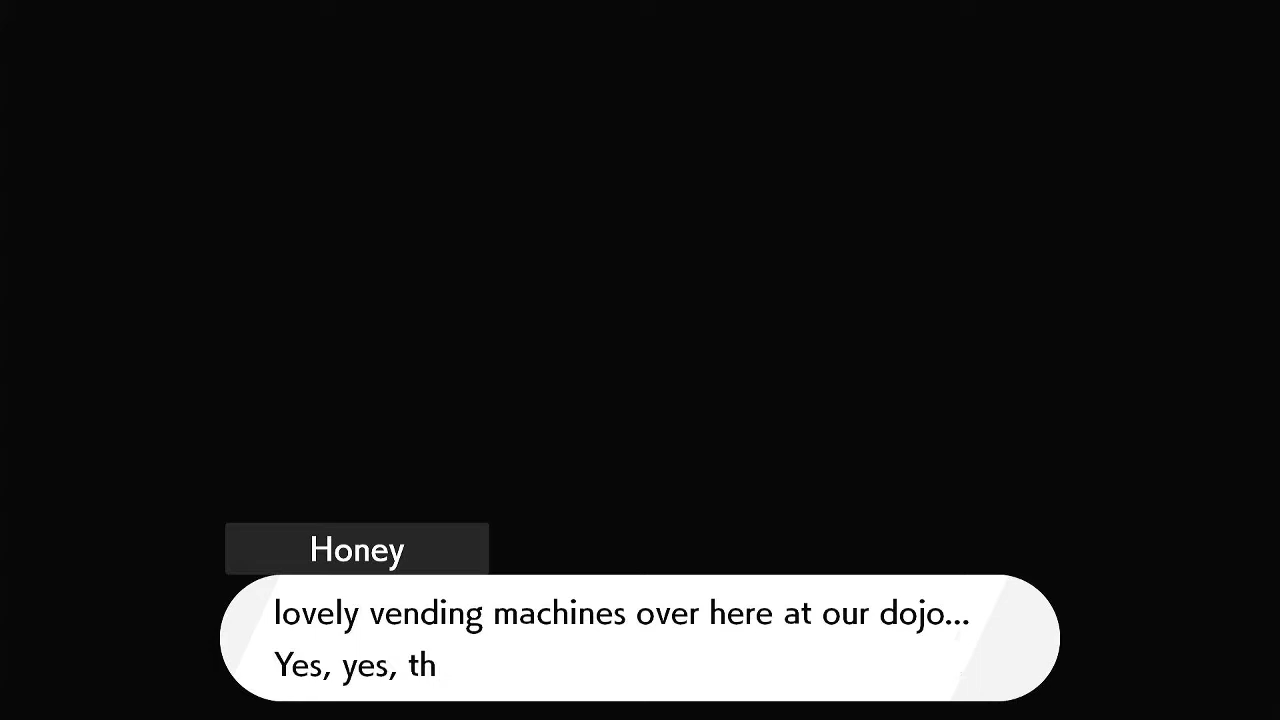 Honey
lovely vending machines over here at our dojo...
Yes, yes, th